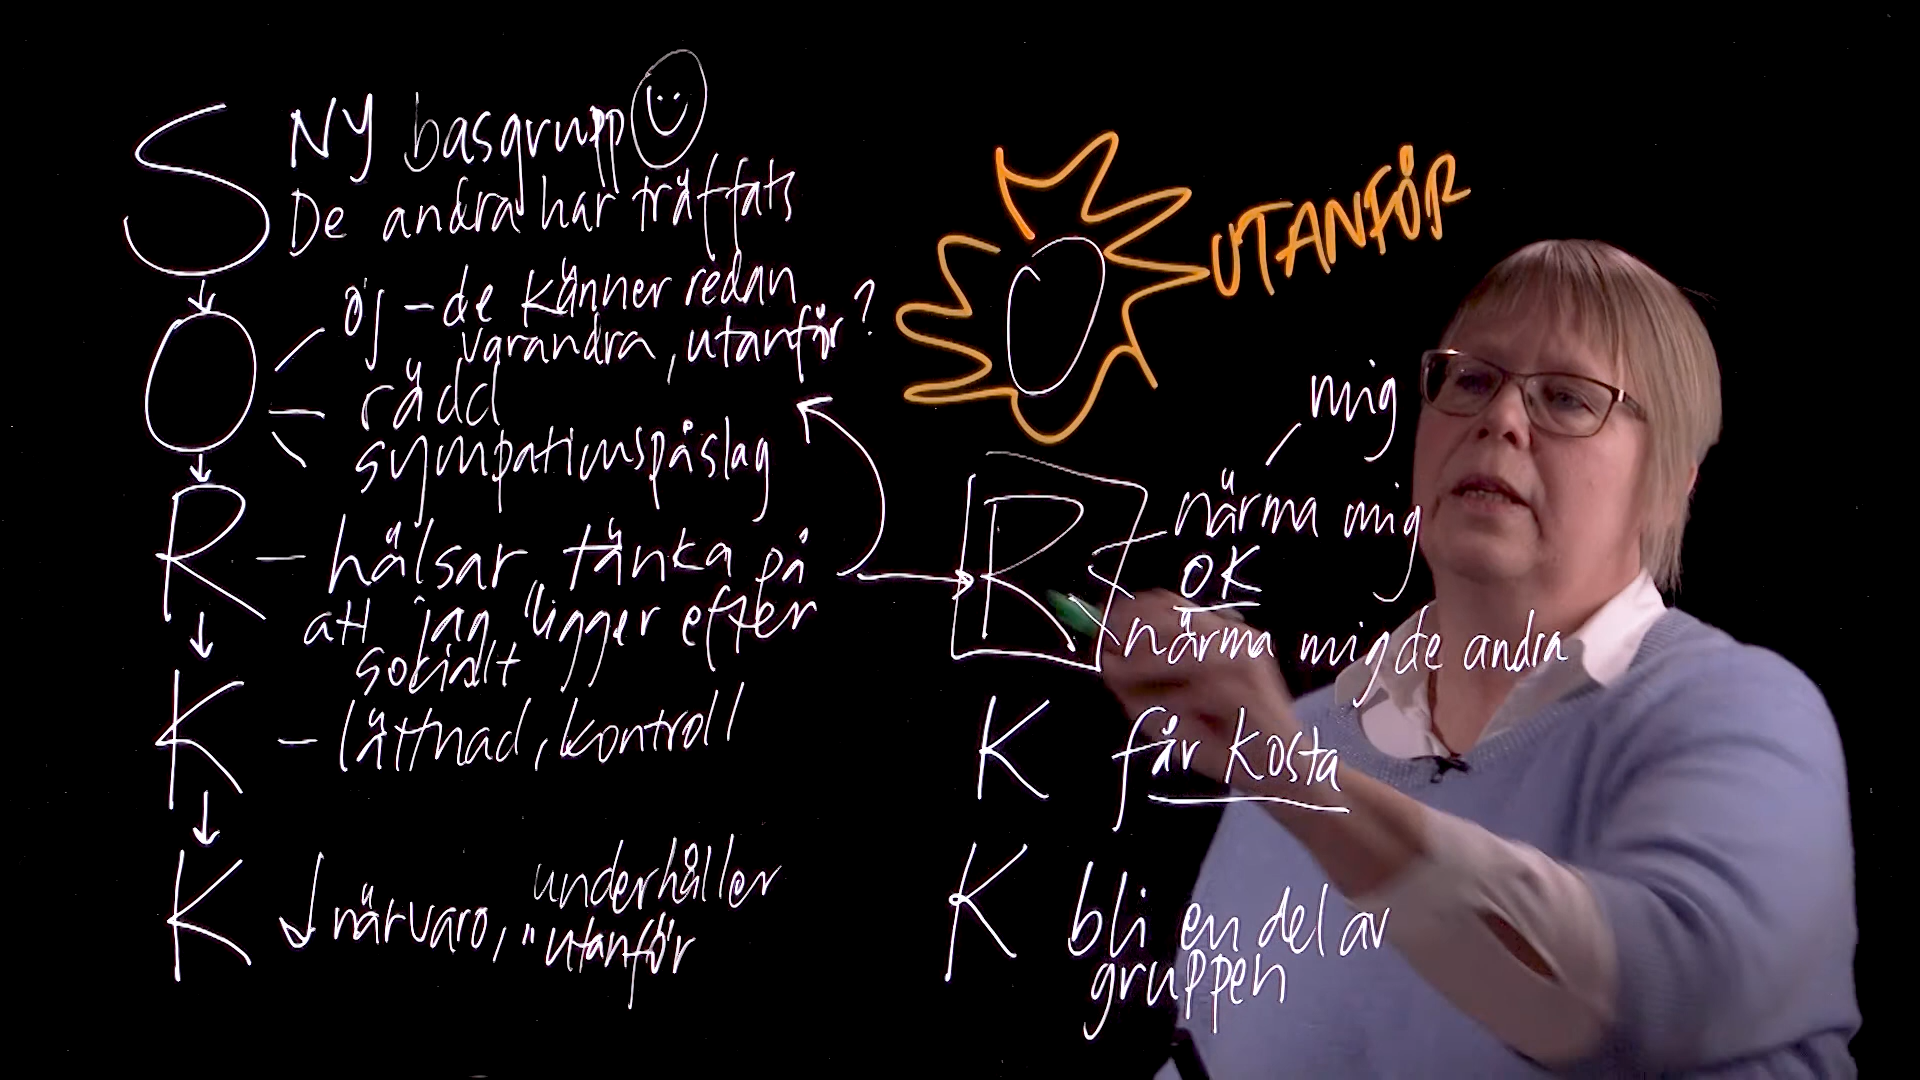 S NY basgrupp
De andra har träffats
O oj – de känner redan varandra, utanför?
rädd
sympatikuspåslag
R – hälsar, tänka på
att jag "ligger efter
socialt
K – lättnad, kontroll
K ↓ närvaro, underhåller
"utanför"
UTANFÖR
mig
R närma mig
OK
närma mig de andra
K får kosta
K bli en del av
gruppen